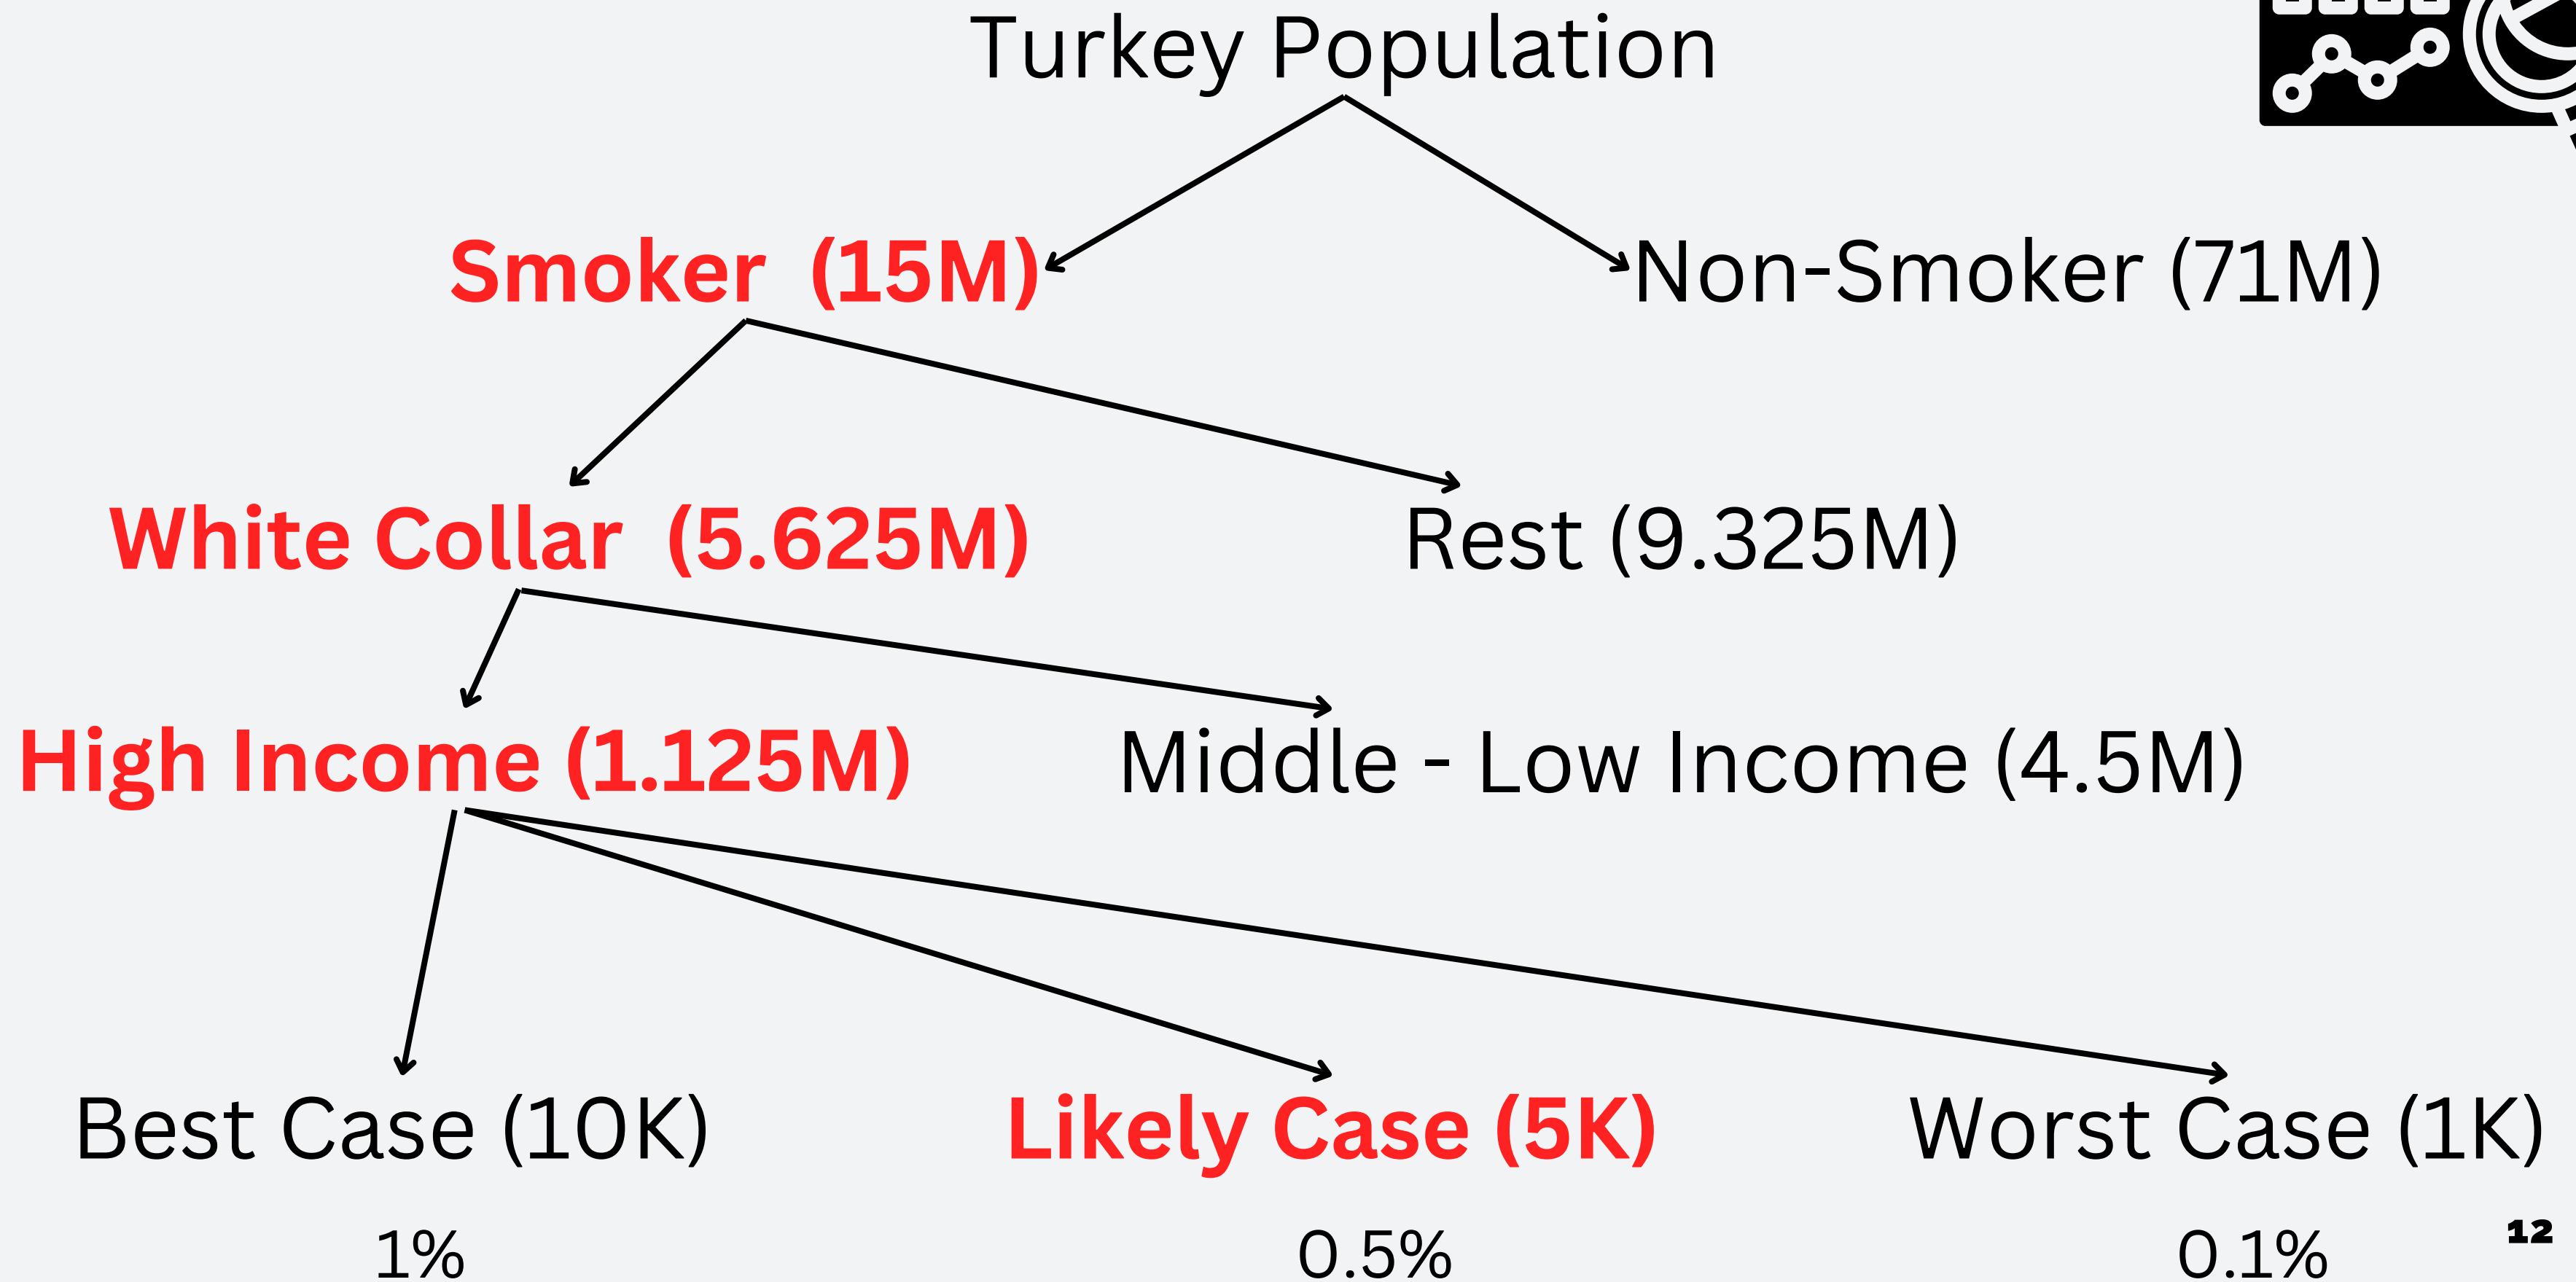 Turkey Population
Smoker (15M)
Non-Smoker (71M)
White Collar (5.625M)
Rest (9.325M)
High Income (1.125M)
Middle - Low Income (4.5M)
Best Case (10K)
Likely Case (5K)
Worst Case (1K)
1%
0.5%
0.1%
12